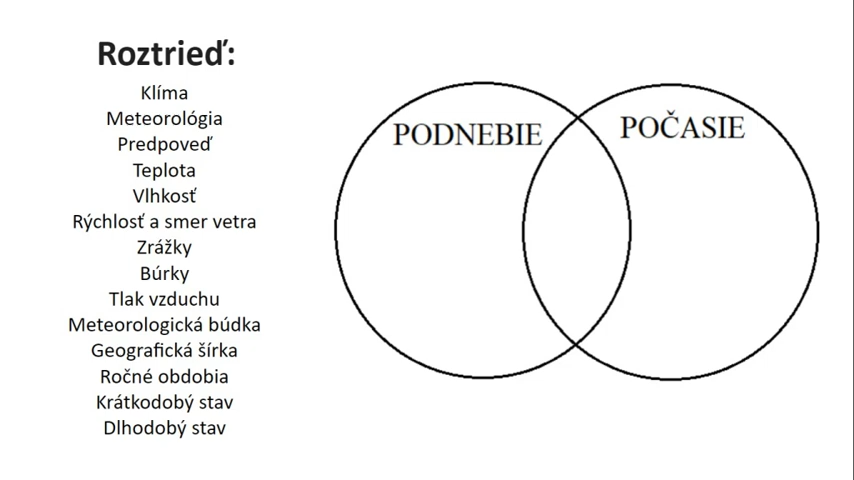 Roztrieď:
Klíma
Meteorológia
Predpoveď
Teplota
Vlhkosť
Rýchlosť a smer vetra
Zrážky
Búrky
Tlak vzduchu
Meteorologická búdka
Geografická šírka
Ročné obdobia
Krátkodobý stav
Dlhodobý stav
PODNEBIE
POČASIE